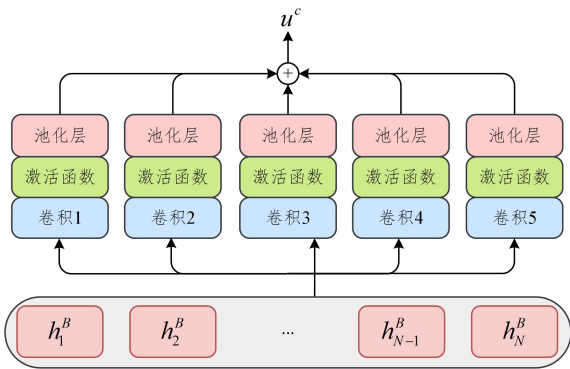 u^c
+
池化层 池化层 池化层 池化层 池化层
激活函数 激活函数 激活函数 激活函数 激活函数
卷积1 卷积2 卷积3 卷积4 卷积5
h_1^B h_2^B ... h_{N-1}^B h_N^B